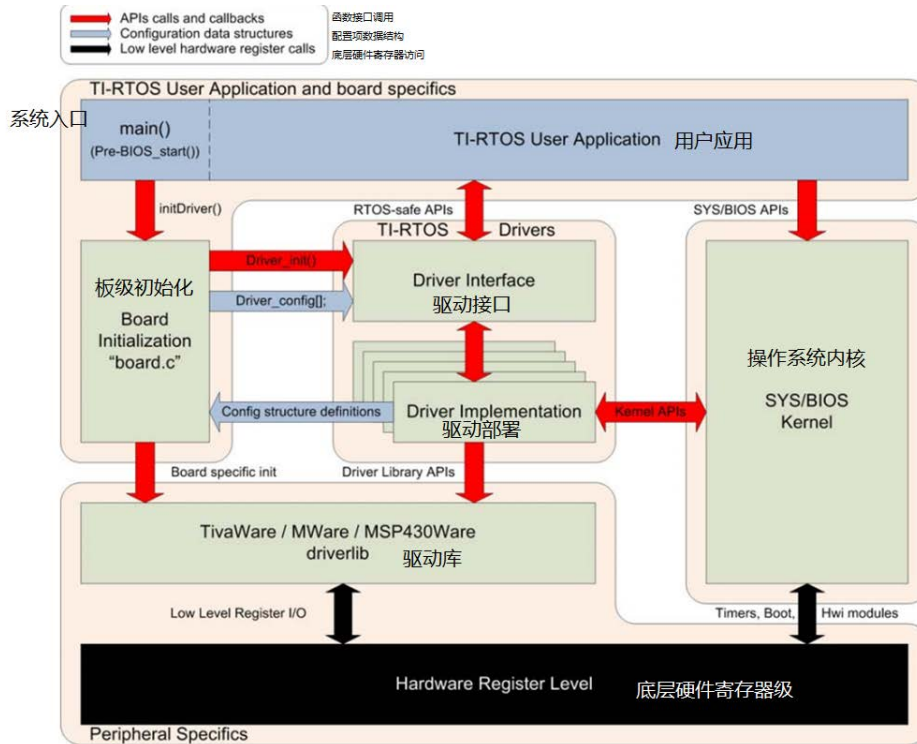 APIs calls and callbacks 函数接口调用
Configuration data structures 配置项数据结构
Low level hardware register calls 底层硬件寄存器访问
TI-RTOS User Application and board specifics
系统入口
main()
(Pre-BIOS_start())
TI-RTOS User Application 用户应用
initDriver()
RTOS-safe APIs
SYS/BIOS APIs
TI-RTOS Drivers
Driver_init()
Driver_config[];
板级初始化
Board
Initialization
“board.c”
Driver Interface
驱动接口
操作系统内核
SYS/BIOS
Kernel
Config structure definitions
Driver Implementation
驱动部署
Kernel APIs
Board specific init
Driver Library APIs
TivaWare / MWare / MSP430Ware
driverlib 驱动库
Low Level Register I/O
Timers, Boot, Hwi modules
Hardware Register Level 底层硬件寄存器级
Peripheral Specifics